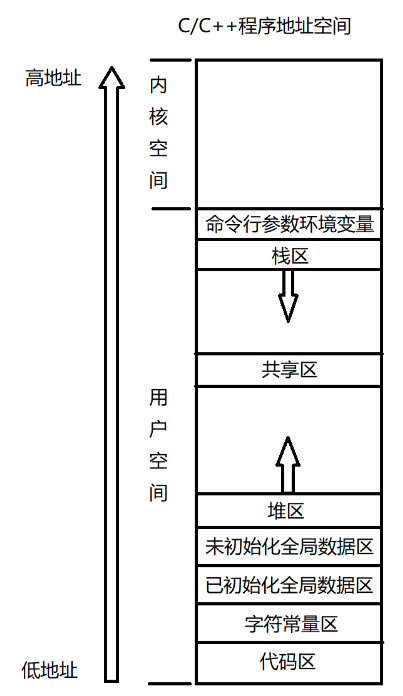 C/C++程序地址空间
高地址
内核空间
命令行参数环境变量
栈区
共享区
用户空间
堆区
未初始化全局数据区
已初始化全局数据区
字符常量区
代码区
低地址